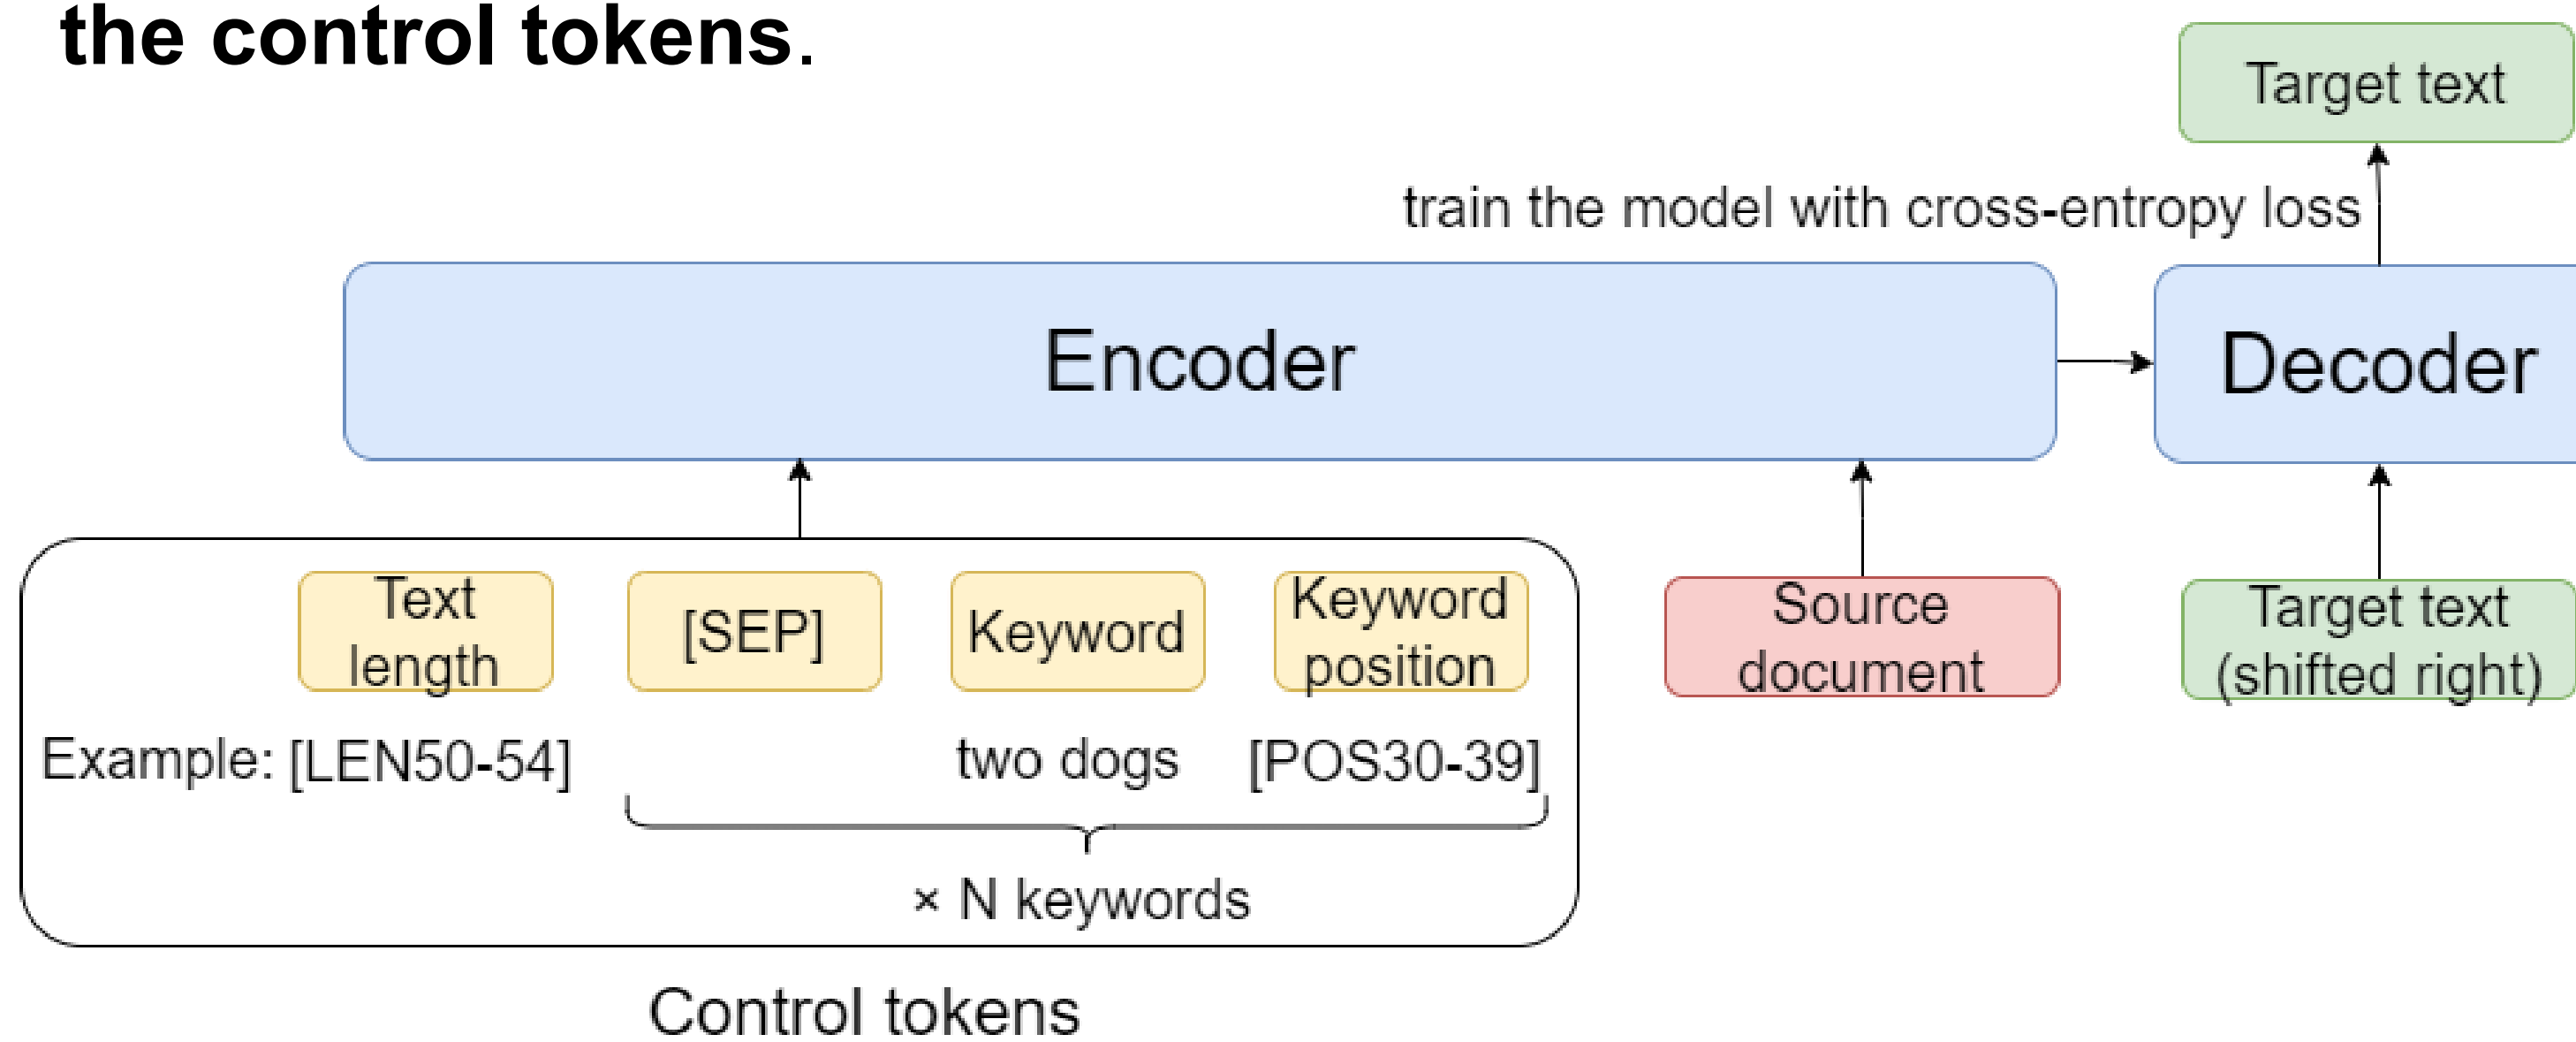 the control tokens.
Target text
train the model with cross-entropy loss
Encoder
Decoder
Text
length
[SEP]
Keyword
Keyword
position
Source
document
Target text
(shifted right)
Example: [LEN50-54]
two dogs
[POS30-39]
× N keywords
Control tokens